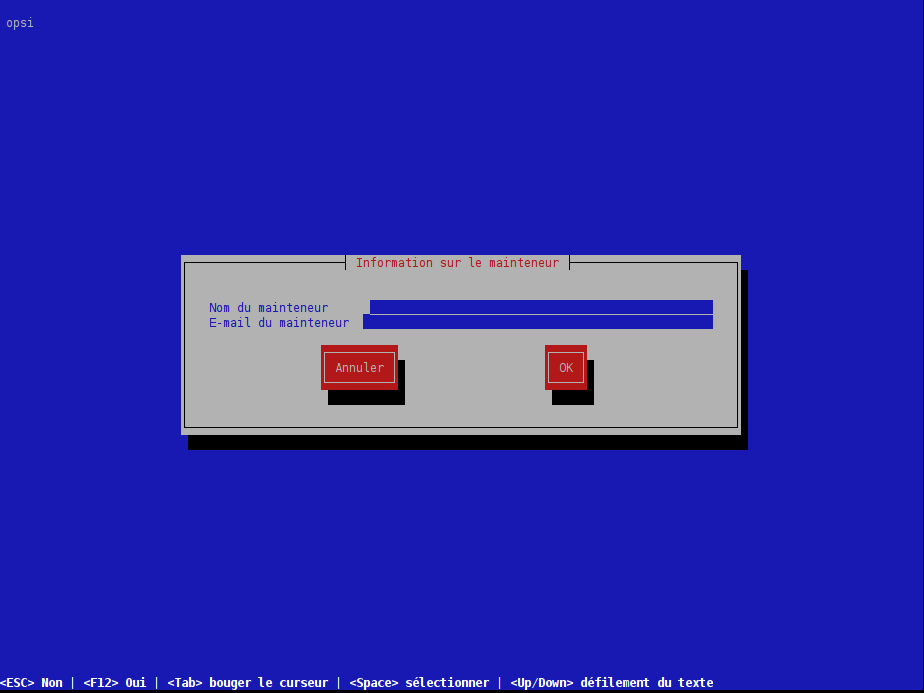 opsi
Information sur le mainteneur
Nom du mainteneur
E-mail du mainteneur
Annuler OK
<ESC> Non | <F12> Oui | <Tab> bouger le curseur | <Space> sélectionner | <Up/Down> défilement du texte